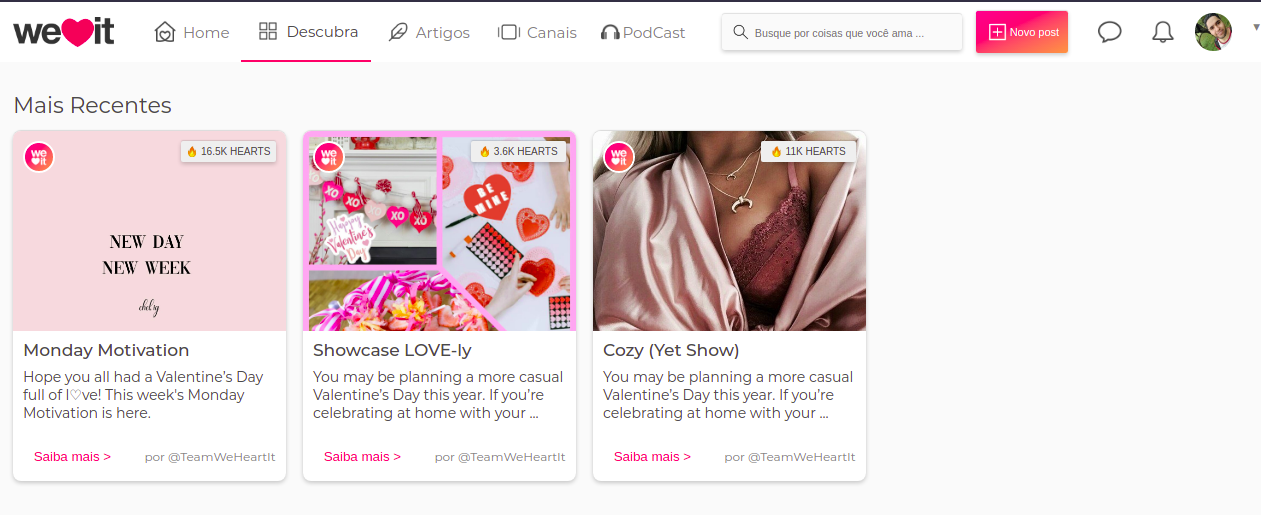 we it
Home
Descubra
Artigos
Canais
PodCast
Busque por coisas que você ama ...
Novo post
Mais Recentes
we it
16.5K HEARTS
NEW DAY
NEW WEEK
Monday Motivation
Hope you all had a Valentine's Day
full of l♡ve! This week's Monday
Motivation is here.
Saiba mais >
por @TeamWeHeartIt
we it
3.6K HEARTS
XO
XO
XO
BE
MINE
Happy
Valentine's
Day
Showcase LOVE-ly
You may be planning a more casual
Valentine's Day this year. If you're
celebrating at home with your ...
Saiba mais >
por @TeamWeHeartIt
we it
11K HEARTS
Cozy (Yet Show)
You may be planning a more casual
Valentine's Day this year. If you're
celebrating at home with your ...
Saiba mais >
por @TeamWeHeartIt